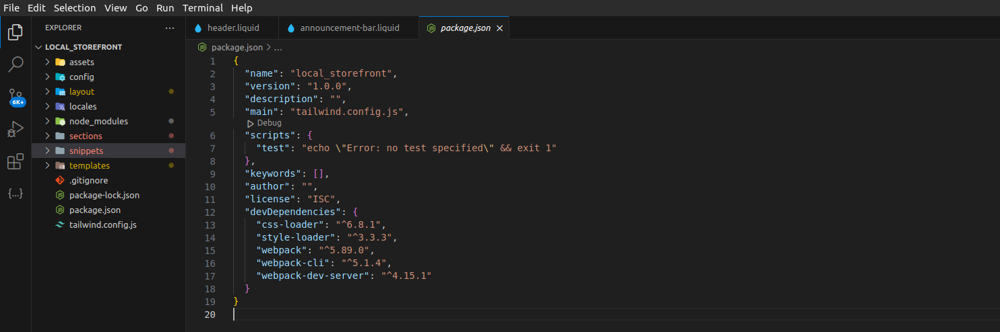 File Edit Selection View Go Run Terminal Help
EXPLORER ...
header.liquid announcement-bar.liquid package.json
LOCAL_STOREFRONT
assets
config
layout
locales
node_modules
sections
snippets
templates
.gitignore
package-lock.json
package.json
tailwind.config.js
6K+
package.json > ...
1 {
2 "name": "local_storefront",
3 "version": "1.0.0",
4 "description": "",
5 "main": "tailwind.config.js",
Debug
6 "scripts": {
7 "test": "echo \"Error: no test specified\" && exit 1"
8 },
9 "keywords": [],
10 "author": "",
11 "license": "ISC",
12 "devDependencies": {
13 "css-loader": "^6.8.1",
14 "style-loader": "^3.3.3",
15 "webpack": "^5.89.0",
16 "webpack-cli": "^5.1.4",
17 "webpack-dev-server": "^4.15.1"
18 }
19 }
20